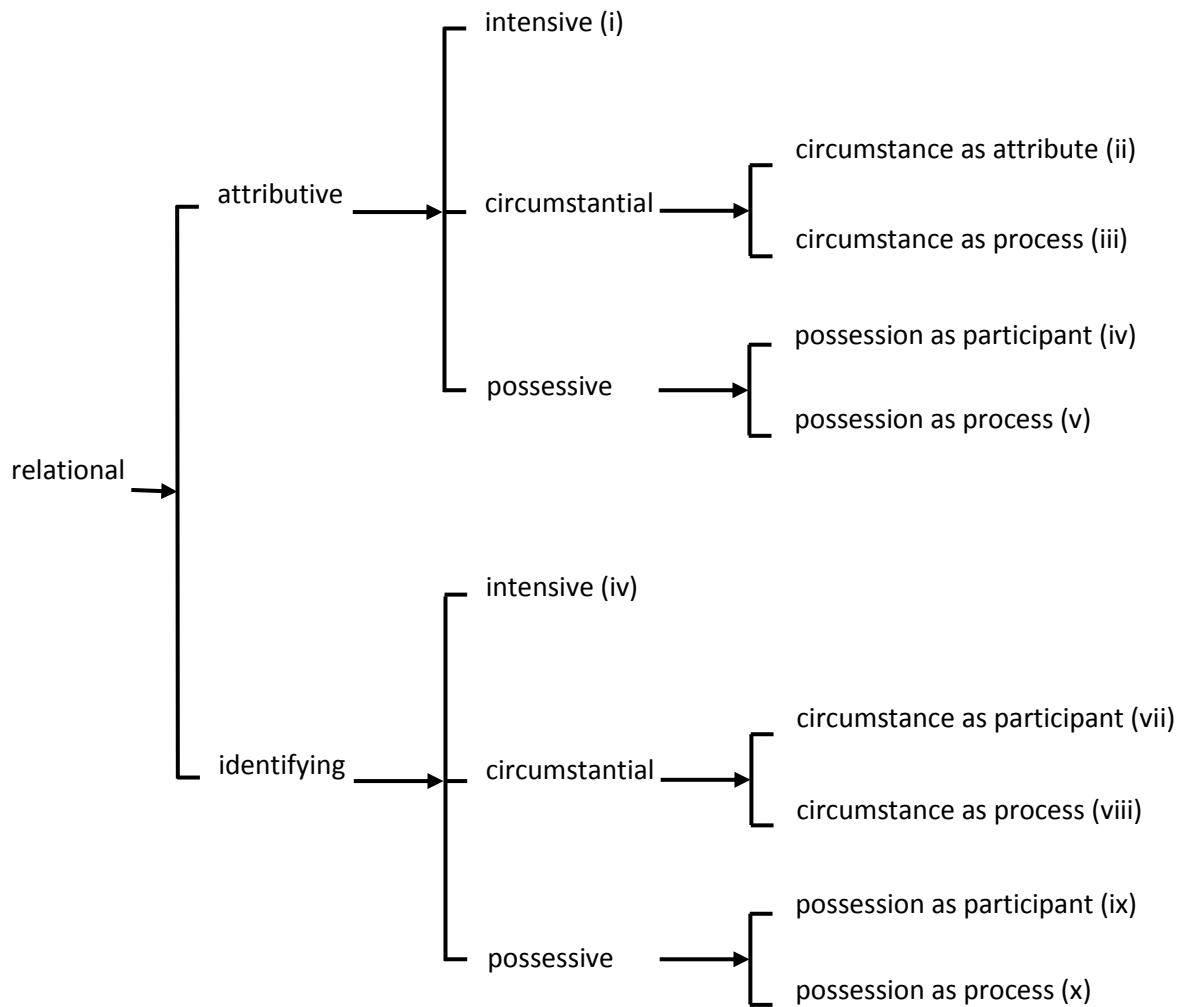 intensive (i)
circumstance as attribute (ii)
attributive
circumstantial
circumstance as process (iii)
possession as participant (iv)
possessive
possession as process (v)
relational
intensive (iv)
circumstance as participant (vii)
identifying
circumstantial
circumstance as process (viii)
possession as participant (ix)
possessive
possession as process (x)